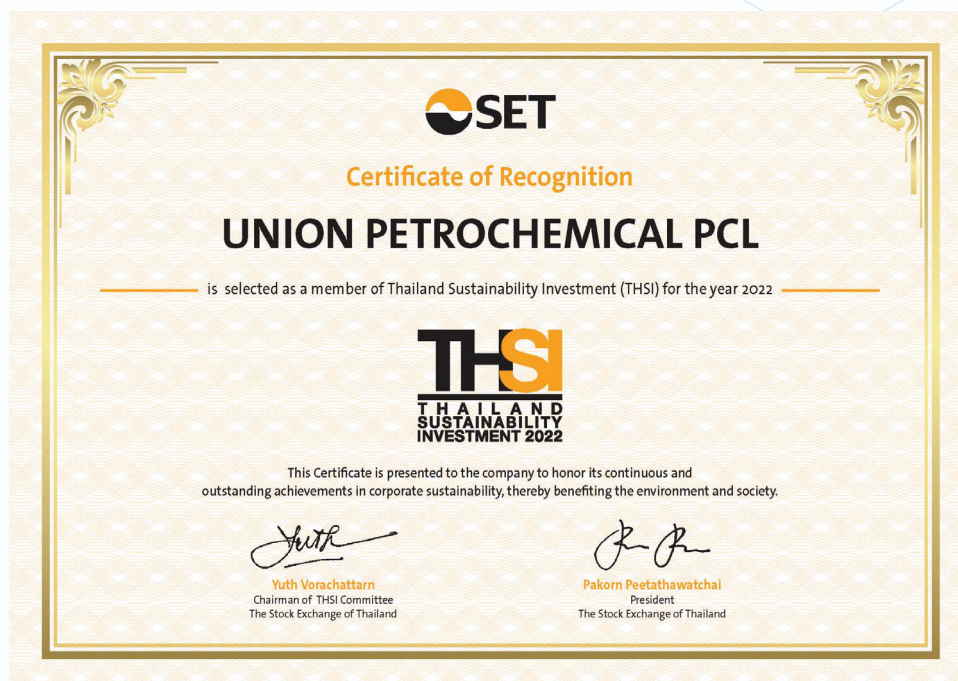 SET
Certificate of Recognition
UNION PETROCHEMICAL PCL
is selected as a member of Thailand Sustainability Investment (THSI) for the year 2022
THSI
THAILAND
SUSTAINABILITY
INVESTMENT 2022
This Certificate is presented to the company to honor its continuous and
outstanding achievements in corporate sustainability, thereby benefiting the environment and society.
Yuth
Yuth Vorachattarn
Chairman of THSI Committee
The Stock Exchange of Thailand
Pakorn Peetathawatchai
President
The Stock Exchange of Thailand